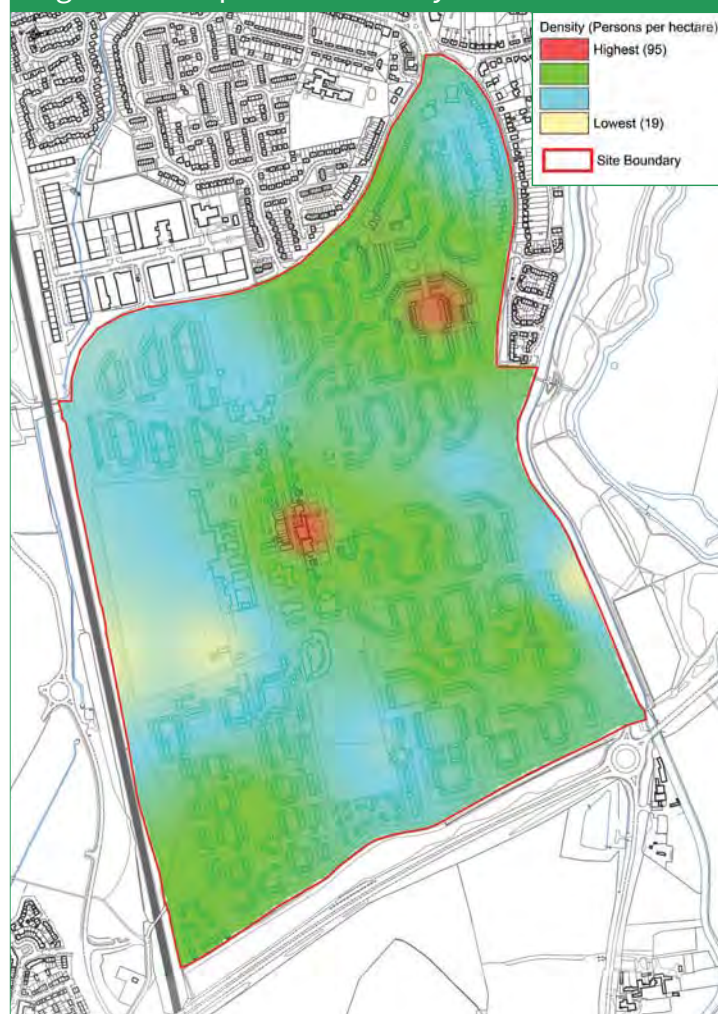 Density (Persons per hectare)
Highest (95)
Lowest (19)
Site Boundary